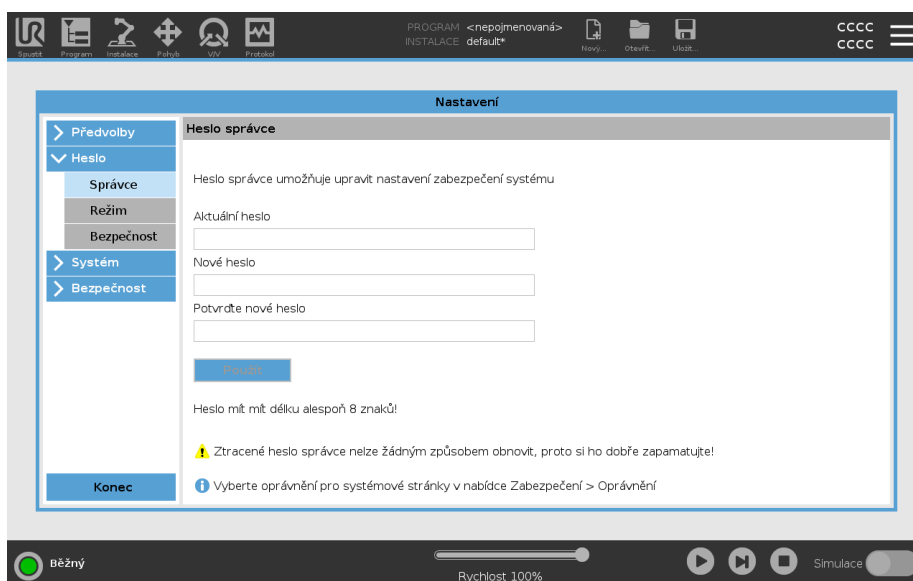 PROGRAM <nepojmenovaná>
INSTALACE default*
cccc
cccc
Spustit Program Instalace Pohyb V/V Protokol Nový... Otevřít... Uložit...
Nastavení
Předvolby
Heslo
Správce
Režim
Bezpečnost
Systém
Bezpečnost
Konec
Heslo správce
Heslo správce umožňuje upravit nastavení zabezpečení systému
Aktuální heslo
Nové heslo
Potvrďte nové heslo
Použít
Heslo mít mít délku alespoň 8 znaků!
Ztracené heslo správce nelze žádným způsobem obnovit, proto si ho dobře zapamatujte!
Vyberte oprávnění pro systémové stránky v nabídce Zabezpečení > Oprávnění
Běžný
Rychlost 100%
Simulace